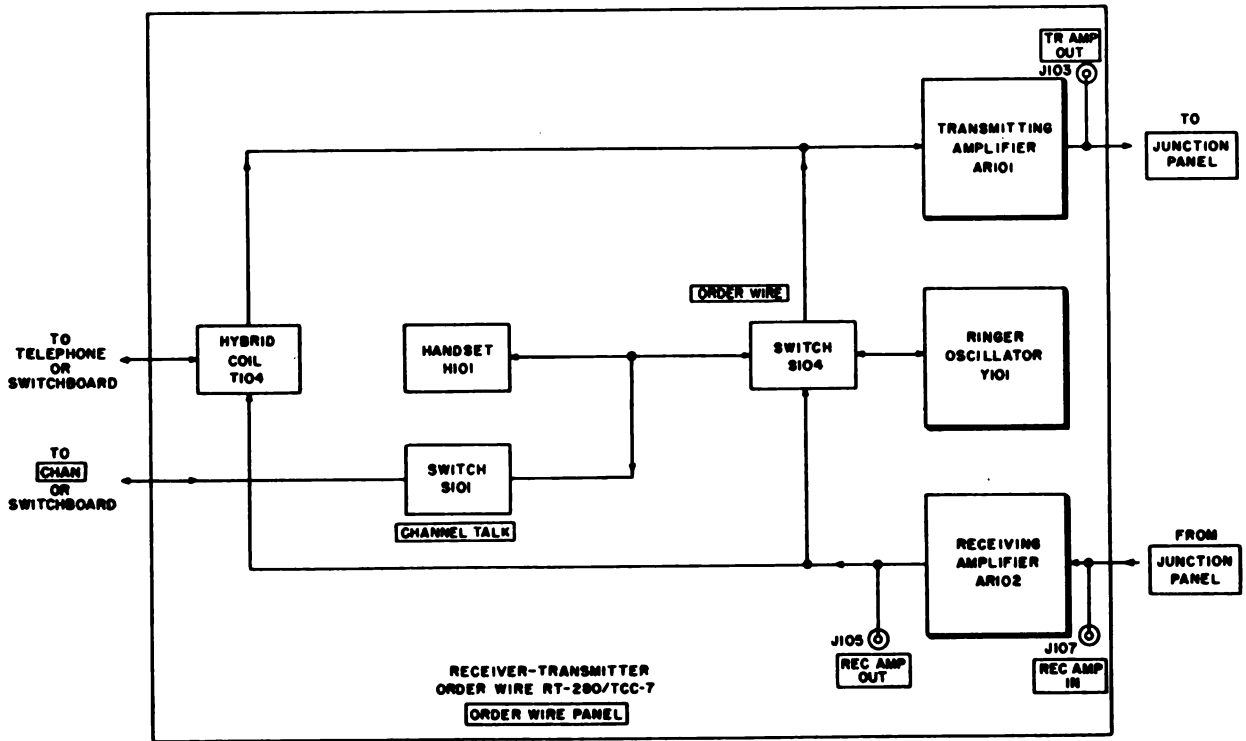 TR AMP
OUT
J103
TRANSMITTING
AMPLIFIER
AR101
TO
JUNCTION
PANEL
ORDER WIRE
TO
TELEPHONE
OR
SWITCHBOARD
HYBRID
COIL
T104
HANDSET
H101
SWITCH
S104
RINGER
OSCILLATOR
Y101
TO
CHAN
OR
SWITCHBOARD
SWITCH
S101
CHANNEL TALK
RECEIVING
AMPLIFIER
AR102
FROM
JUNCTION
PANEL
J105
REC AMP
OUT
J107
REC AMP
IN
RECEIVER-TRANSMITTER
ORDER WIRE RT-280/TCC-7
ORDER WIRE PANEL